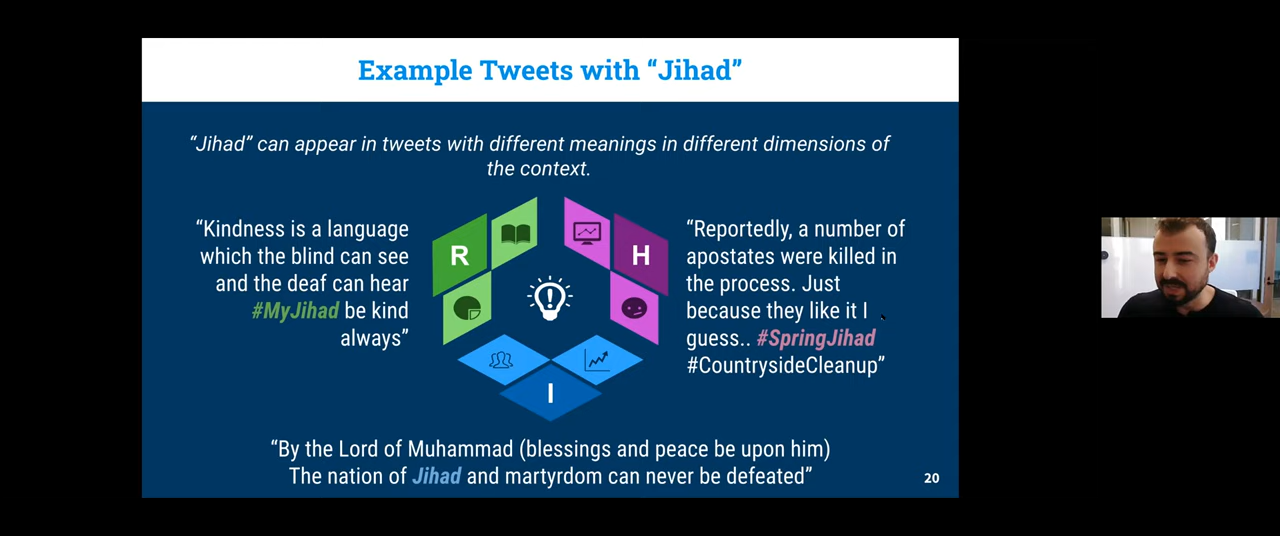 Example Tweets with “Jihad”
“Jihad” can appear in tweets with different meanings in different dimensions of
the context.
“Kindness is a language
which the blind can see
and the deaf can hear
#MyJihad be kind
always”
R
H
I
“Reportedly, a number of
apostates were killed in
the process. Just
because they like it I
guess.. #SpringJihad
#CountrysideCleanup”
“By the Lord of Muhammad (blessings and peace be upon him)
The nation of Jihad and martyrdom can never be defeated”
20